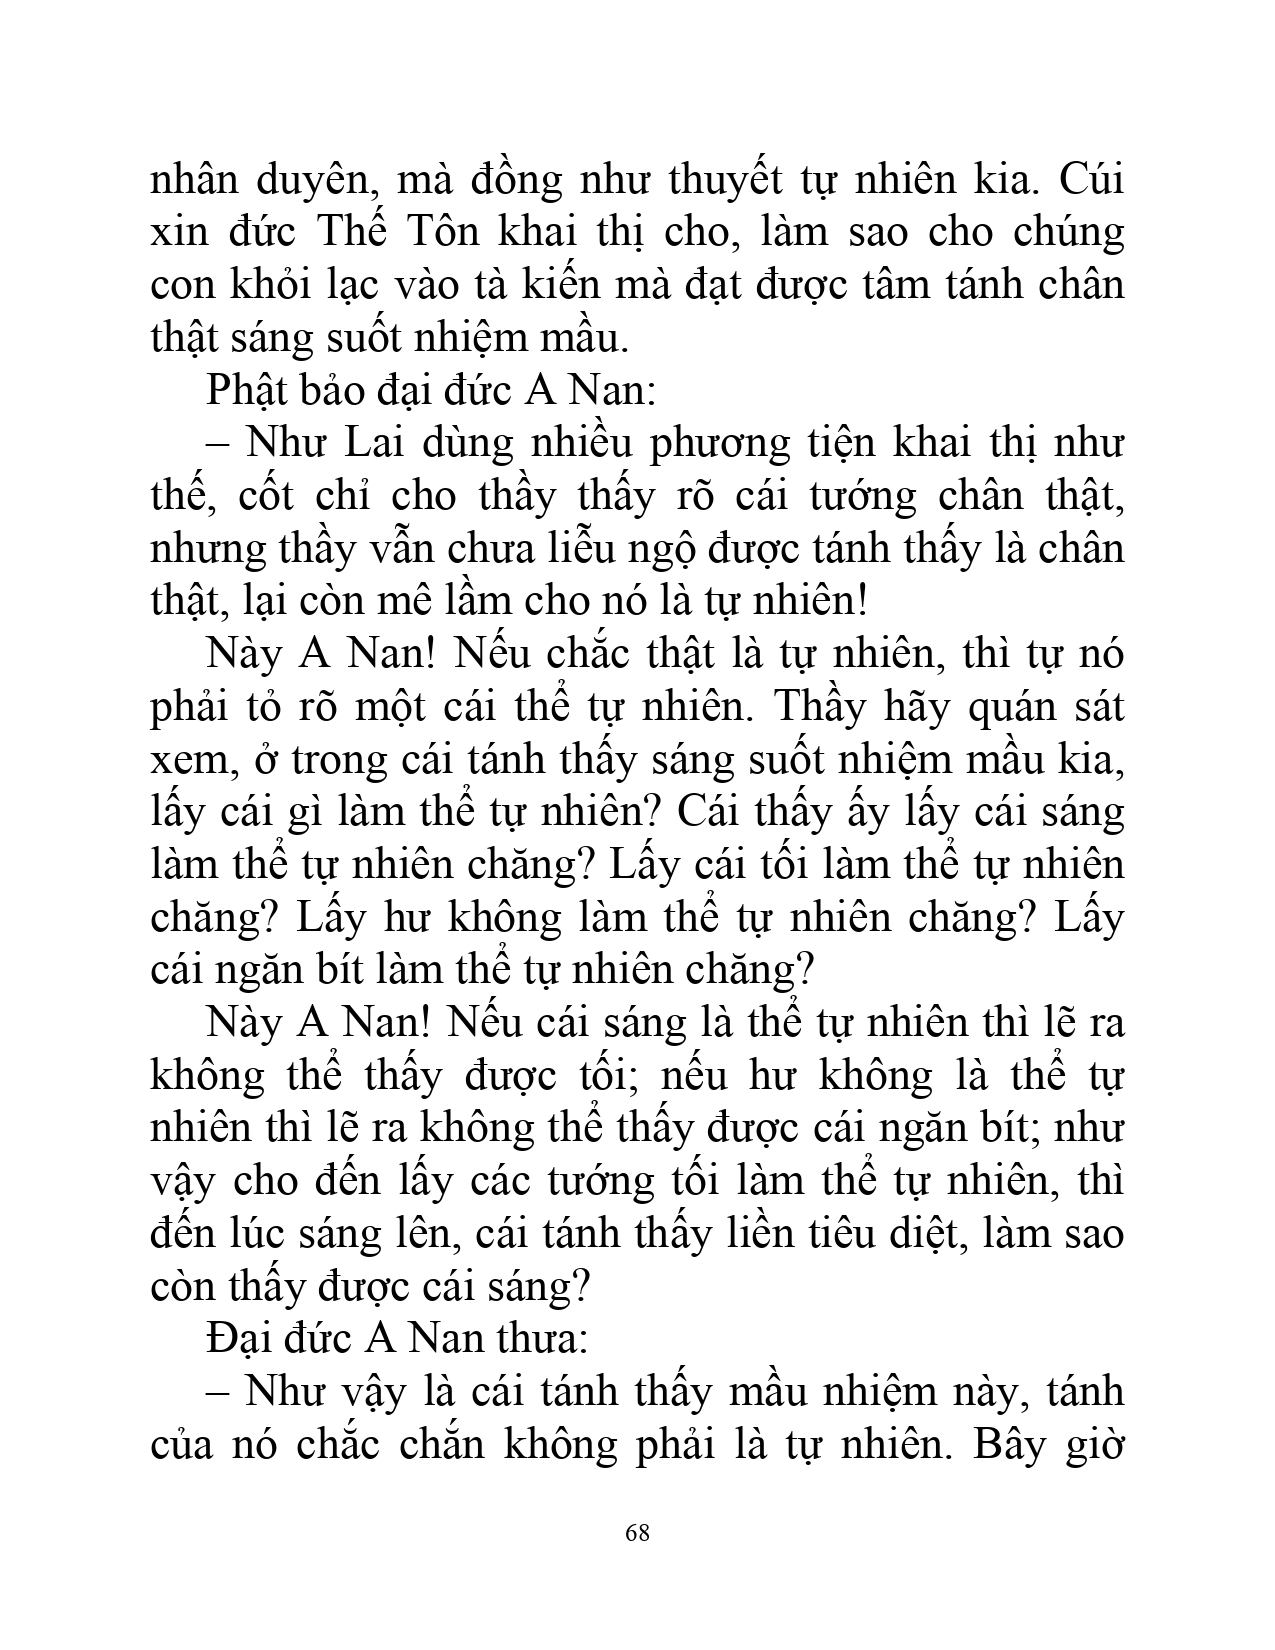 nhân duyên, mà đồng như thuyết tự nhiên kia. Cúi
xin đức Thế Tôn khai thị cho, làm sao cho chúng
con khỏi lạc vào tà kiến mà đạt được tâm tánh chân
thật sáng suốt nhiệm mầu.
Phật bảo đại đức A Nan:
– Như Lai dùng nhiều phương tiện khai thị như
thế, cốt chỉ cho thầy thấy rõ cái tướng chân thật,
nhưng thầy vẫn chưa liễu ngộ được tánh thấy là chân
thật, lại còn mê lầm cho nó là tự nhiên!
Này A Nan! Nếu chắc thật là tự nhiên, thì tự nó
phải tỏ rõ một cái thể tự nhiên. Thầy hãy quán sát
xem, ở trong cái tánh thấy sáng suốt nhiệm mầu kia,
lấy cái gì làm thể tự nhiên? Cái thấy ấy lấy cái sáng
làm thể tự nhiên chăng? Lấy cái tối làm thể tự nhiên
chăng? Lấy hư không làm thể tự nhiên chăng? Lấy
cái ngăn bít làm thể tự nhiên chăng?
Này A Nan! Nếu cái sáng là thể tự nhiên thì lẽ ra
không thể thấy được tối; nếu hư không là thể tự
nhiên thì lẽ ra không thể thấy được cái ngăn bít; như
vậy cho đến lấy các tướng tối làm thể tự nhiên, thì
đến lúc sáng lên, cái tánh thấy liền tiêu diệt, làm sao
còn thấy được cái sáng?
Đại đức A Nan thưa:
– Như vậy là cái tánh thấy mầu nhiệm này, tánh
của nó chắc chắn không phải là tự nhiên. Bây giờ
68